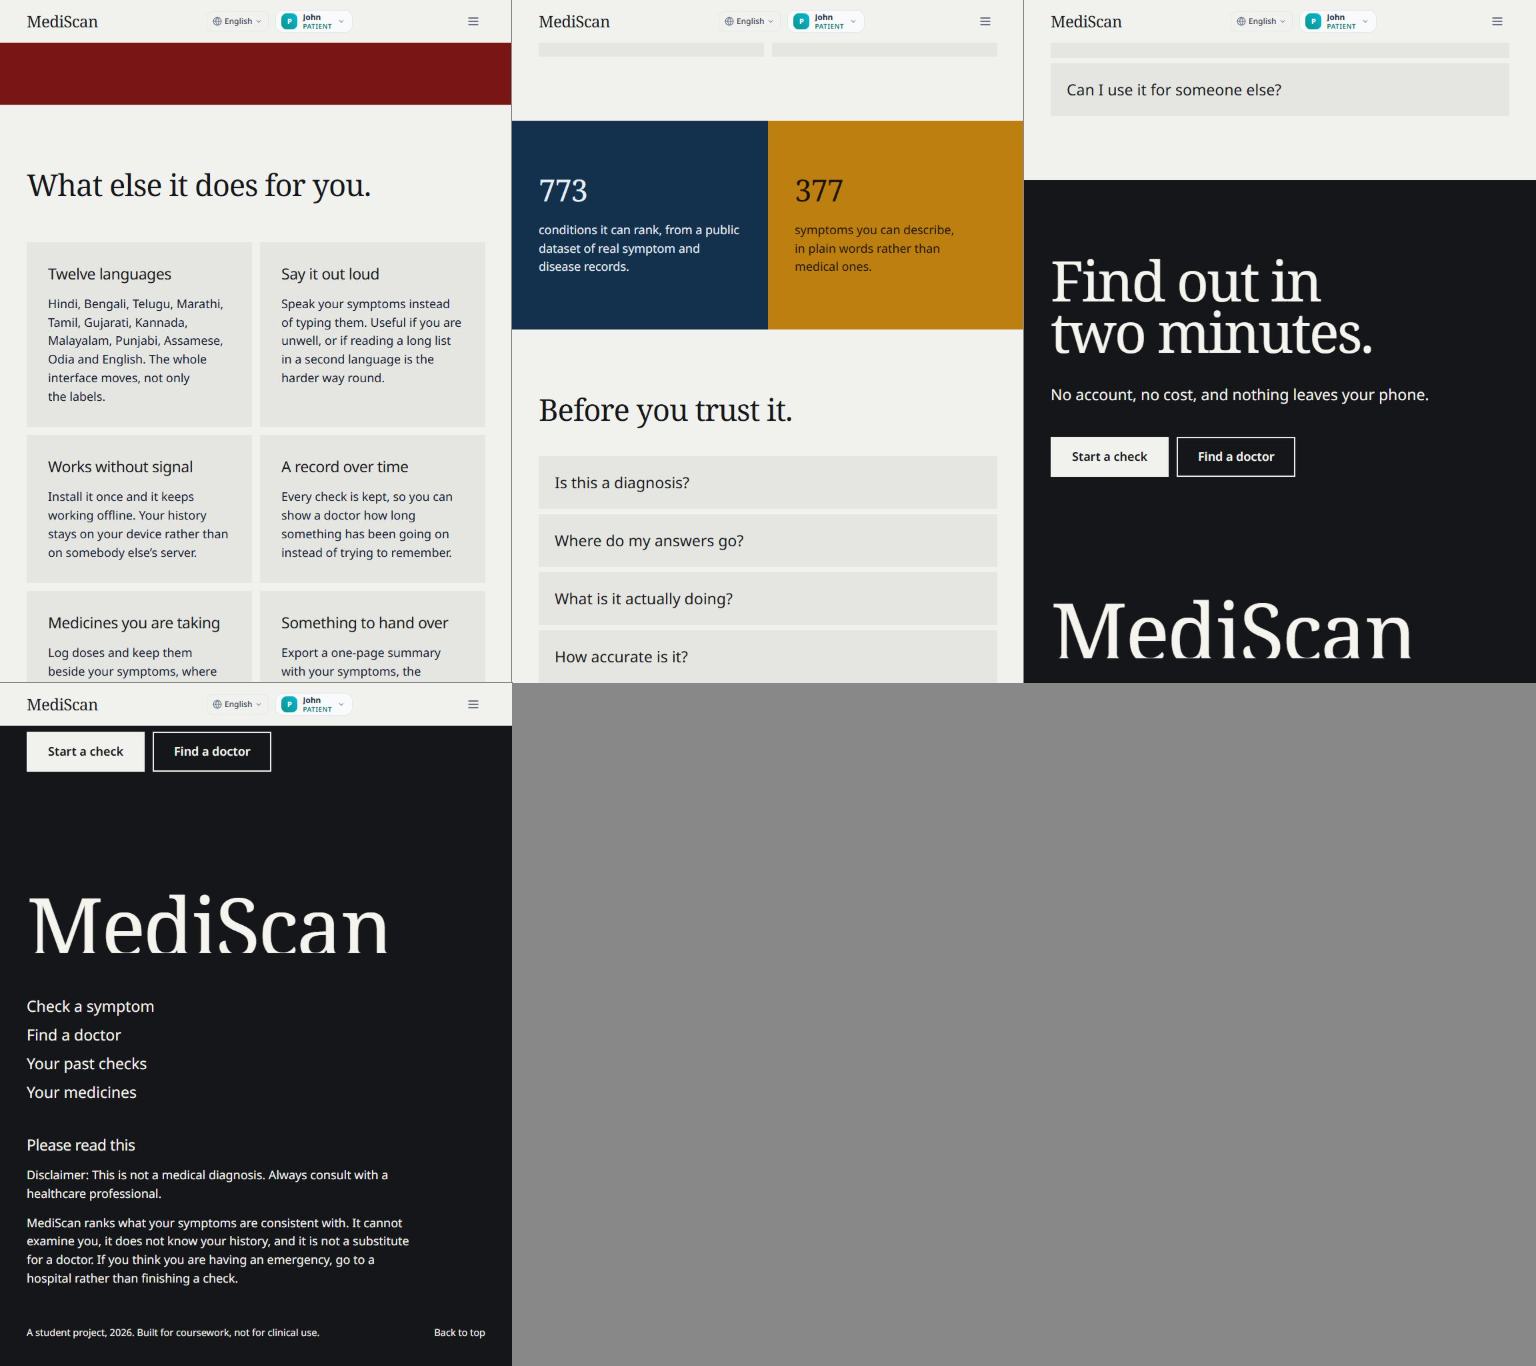 MediScan
English
P
John
PATIENT
What else it does for you.
Twelve languages
Hindi, Bengali, Telugu, Marathi,
Tamil, Gujarati, Kannada,
Malayalam, Punjabi, Assamese,
Odia and English. The whole
interface moves, not only
the labels.
Say it out loud
Speak your symptoms instead
of typing them. Useful if you are
unwell, or if reading a long list
in a second language is the
harder way round.
Works without signal
Install it once and it keeps
working offline. Your history
stays on your device rather than
on somebody else’s server.
A record over time
Every check is kept, so you can
show a doctor how long
something has been going on
instead of trying to remember.
Medicines you are taking
Log doses and keep them
beside your symptoms, where
Something to hand over
Export a one-page summary
with your symptoms, the
MediScan
English
P
John
PATIENT
773
conditions it can rank, from a public
dataset of real symptom and
disease records.
377
symptoms you can describe,
in plain words rather than
medical ones.
Before you trust it.
Is this a diagnosis?
Where do my answers go?
What is it actually doing?
How accurate is it?
MediScan
English
P
John
PATIENT
Can I use it for someone else?
Find out in
two minutes.
No account, no cost, and nothing leaves your phone.
Start a check
Find a doctor
MediScan
MediScan
English
P
John
PATIENT
Start a check
Find a doctor
MediScan
Check a symptom
Find a doctor
Your past checks
Your medicines
Please read this
Disclaimer: This is not a medical diagnosis. Always consult with a
healthcare professional.
MediScan ranks what your symptoms are consistent with. It cannot
examine you, it does not know your history, and it is not a substitute
for a doctor. If you think you are having an emergency, go to a
hospital rather than finishing a check.
A student project, 2026. Built for coursework, not for clinical use.
Back to top